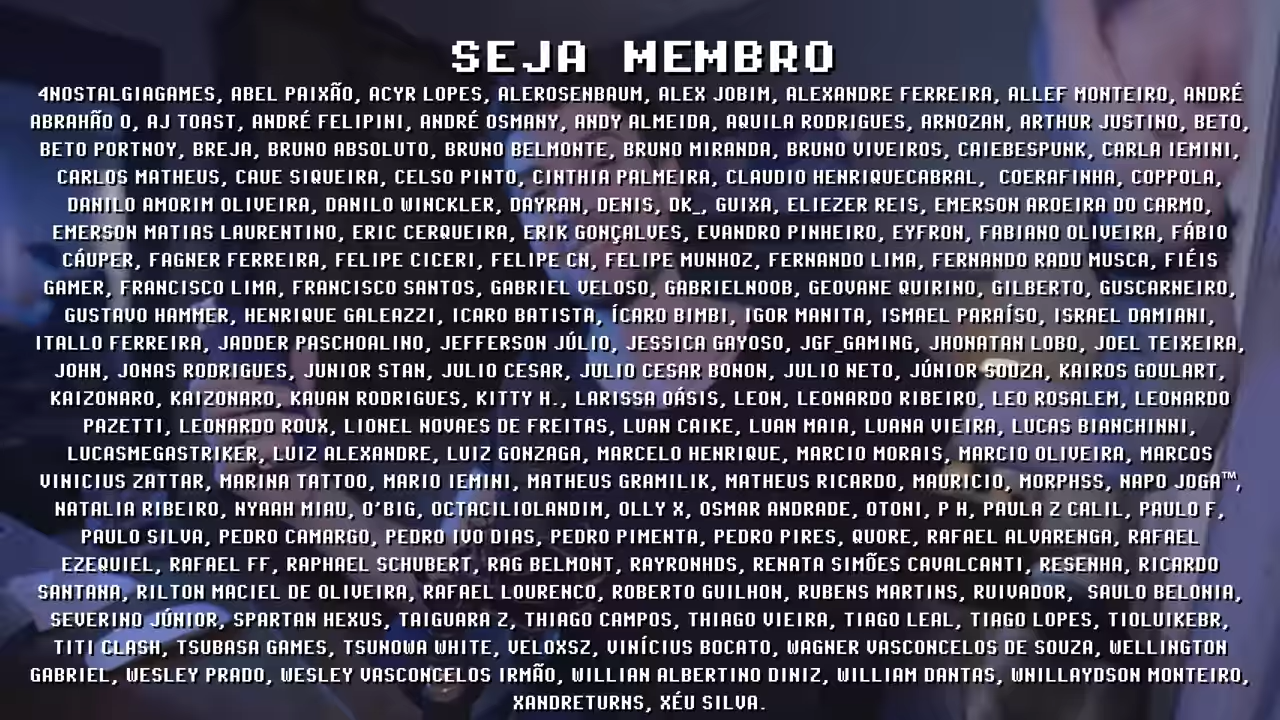 SEJA MEMBRO
4NOSTALGIAGAMES, ABEL PAIXÃO, ACYR LOPES, ALEROSENBAUM, ALEX JOBIM, ALEXANDRE FERREIRA, ALLEF MONTEIRO, ANDRÉ
ABRAHÃO O, AJ TOAST, ANDRÉ FELIPINI, ANDRÉ OSMANY, ANDY ALMEIDA, AQUILA RODRIGUES, ARNOZAN, ARTHUR JUSTINO, BETO,
BETO PORTNOY, BREJA, BRUNO ABSOLUTO, BRUNO BELMONTE, BRUNO MIRANDA, BRUNO VIVEIROS, CAIEBESPUNK, CARLA IEMINI,
CARLOS MATHEUS, CAVE SIQUEIRA, CELSO PINTO, CINTHIA PALMEIRA, CLAUDIO HENRIQUECABRAL, COERAFINHA, COPPOLA,
DANILO AMORIM OLIVEIRA, DANILO WINCKLER, DAYRAN, DENIS, DK_, GUIXA, ELIEZER REIS, EMERSON AROEIRA DO CARMO,
EMERSON MATIAS LAURENTINO, ERIC CERQUEIRA, ERIK GONÇALVES, EVANDRO PINHEIRO, EYFRON, FABIANO OLIVEIRA, FÁBIO
CÁUPER, FAGNER FERREIRA, FELIPE CICERI, FELIPE CN, FELIPE MUNHOZ, FERNANDO LIMA, FERNANDO RADU MUSCA, FIÉIS
GAMER, FRANCISCO LIMA, FRANCISCO SANTOS, GABRIEL VELOSO, GABRIELNOOB, GEOVANE QUIRINO, GILBERTO, GUSCARNEIRO,
GUSTAVO HAMMER, HENRIQUE GALEAZZI, ICARO BATISTA, ÍCARO BIMBI, IGOR MANITA, ISMAEL PARAÍSO, ISRAEL DAMIANI,
ITALLO FERREIRA, JADDER PASCHOALINO, JEFFERSON JÚLIO, JESSICA GAYOSO, JGF_GAMING, JHONATAN LOBO, JOEL TEIXEIRA,
JOHN, JONAS RODRIGUES, JUNIOR STAN, JULIO CESAR, JULIO CESAR BONON, JULIO NETO, JÚNIOR SOUZA, KAIROS GOULART,
KAIZONARO, KAIZONARO, KAUAN RODRIGUES, KITTY H., LARISSA OÁSIS, LEON, LEONARDO RIBEIRO, LEO ROSALEM, LEONARDO
PAZETTI, LEONARDO ROUX, LIONEL NOVAES DE FREITAS, LUAN CAIKE, LUAN MAIA, LUANA VIEIRA, LUCAS BIANCHINNI,
LUCASMEGASTRIKER, LUIZ ALEXANDRE, LUIZ GONZAGA, MARCELO HENRIQUE, MARCIO MORAIS, MARCIO OLIVEIRA, MARCOS
VINICIUS ZATTAR, MARINA TATTOO, MARIO IEMINI, MATHEUS GRAMILIK, MATHEUS RICARDO, MAURICIO, MORPHSS, NAPO JOGA™,
NATALIA RIBEIRO, NYAAH MIAU, O'BIG, OCTACILIOLANDIM, OLLY X, OSMAR ANDRADE, OTONI, P H, PAULA Z CALIL, PAULO F,
PAULO SILVA, PEDRO CAMARGO, PEDRO IVO DIAS, PEDRO PIMENTA, PEDRO PIRES, QUORE, RAFAEL ALVARENGA, RAFAEL
EZEQUIEL, RAFAEL FF, RAPHAEL SCHUBERT, RAG BELMONT, RAYRONHDS, RENATA SIMÕES CAVALCANTI, RESENHA, RICARDO
SANTANA, RILTON MACIEL DE OLIVEIRA, RAFAEL LOURENCO, ROBERTO GUILHON, RUBENS MARTINS, RUIVADOR, SAULO BELONIA,
SEVERINO JÚNIOR, SPARTAN HEXUS, TAIGUARA Z, THIAGO CAMPOS, THIAGO VIEIRA, TIAGO LEAL, TIAGO LOPES, TIOLUIKEBR,
TITI CLASH, TSUBASA GAMES, TSUNOWA WHITE, VELOXSZ, VINÍCIUS BOCATO, WAGNER VASCONCELOS DE SOUZA, WELLINGTON
GABRIEL, WESLEY PRADO, WESLEY VASCONCELOS IRMÃO, WILLIAN ALBERTINO DINIZ, WILLIAM DANTAS, WNILLAYDSON MONTEIRO,
XANDRETURNS, XÉU SILVA.